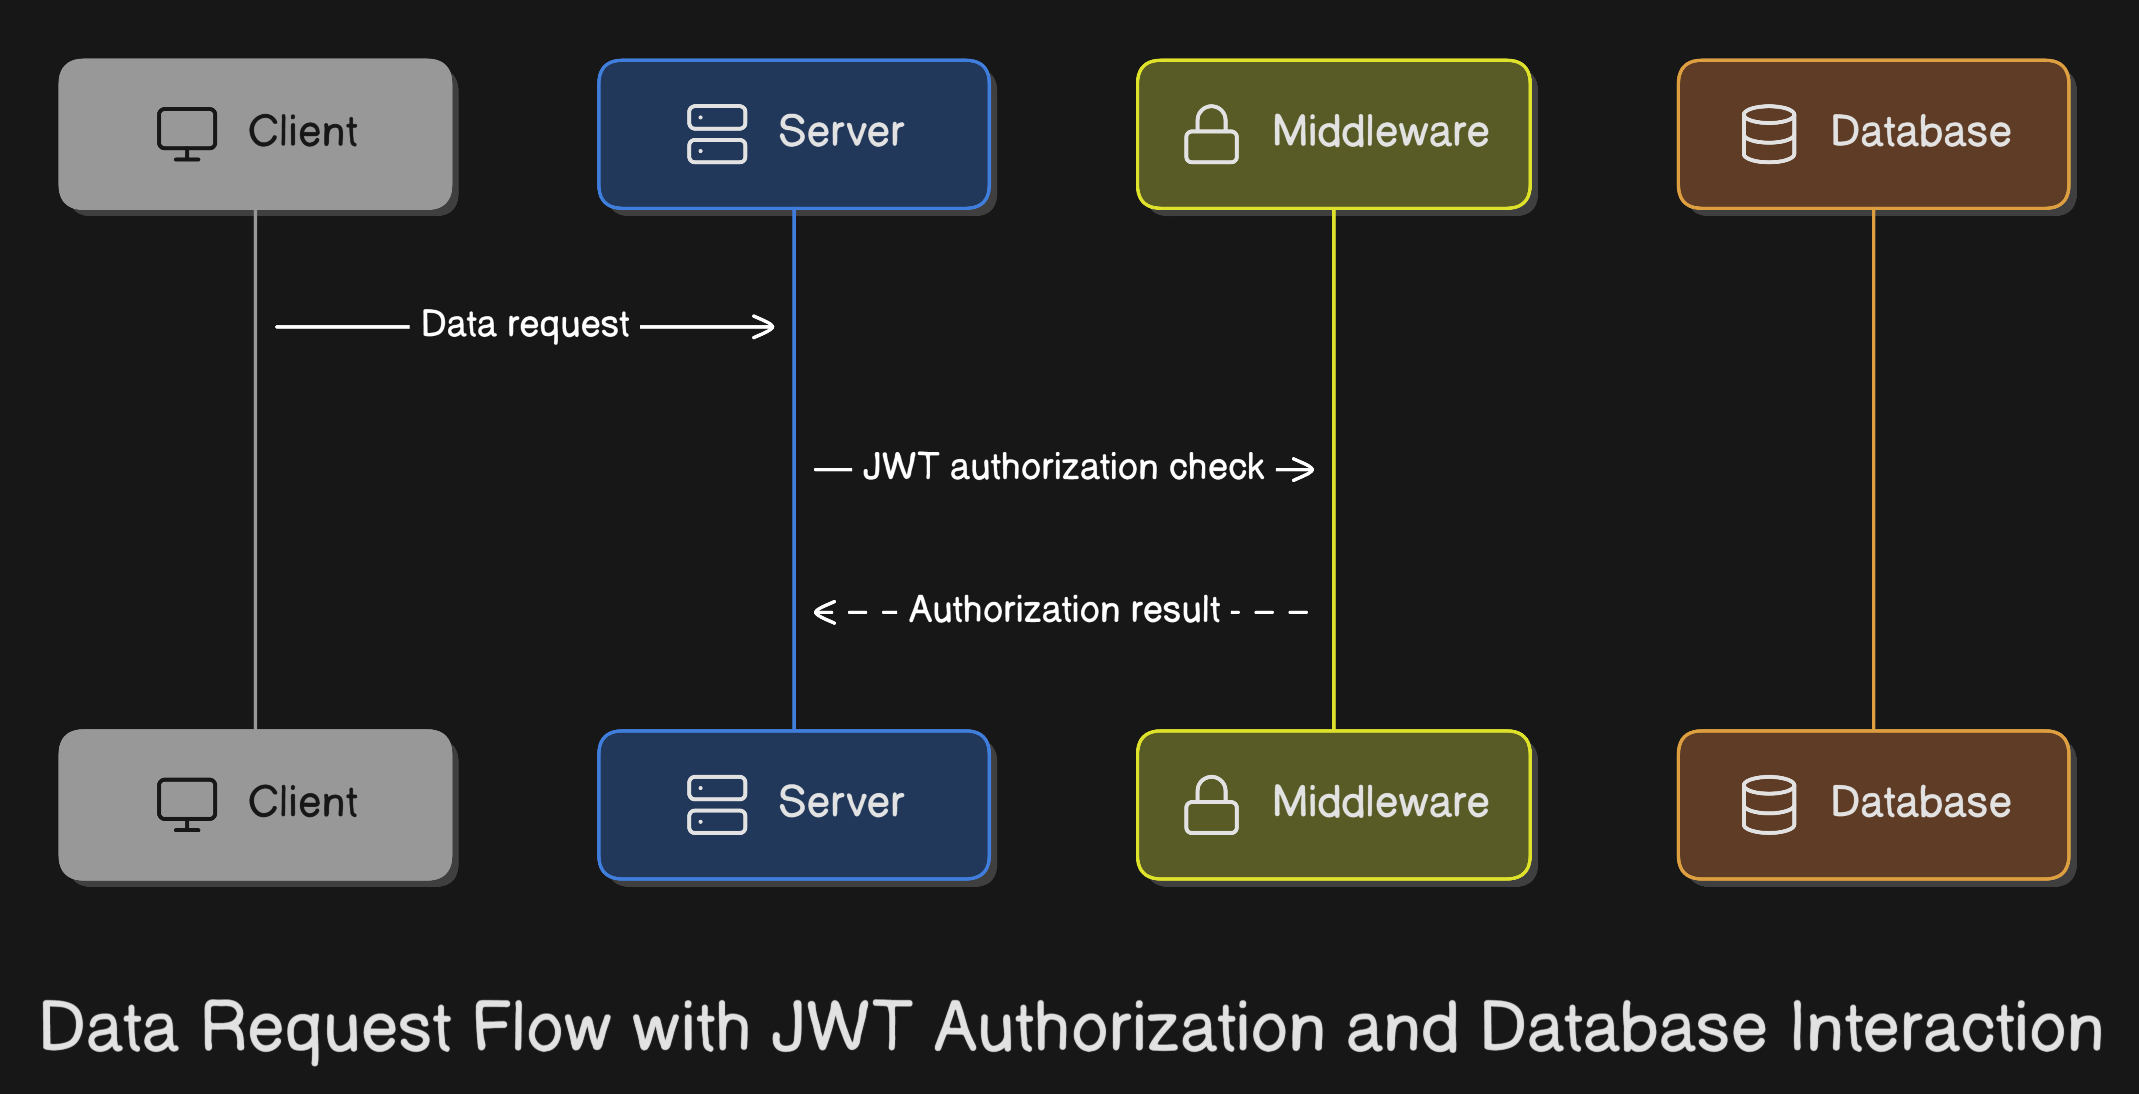 Client
Server
Middleware
Database
Data request
JWT authorization check
Authorization result
Client
Server
Middleware
Database
Data Request Flow with JWT Authorization and Database Interaction